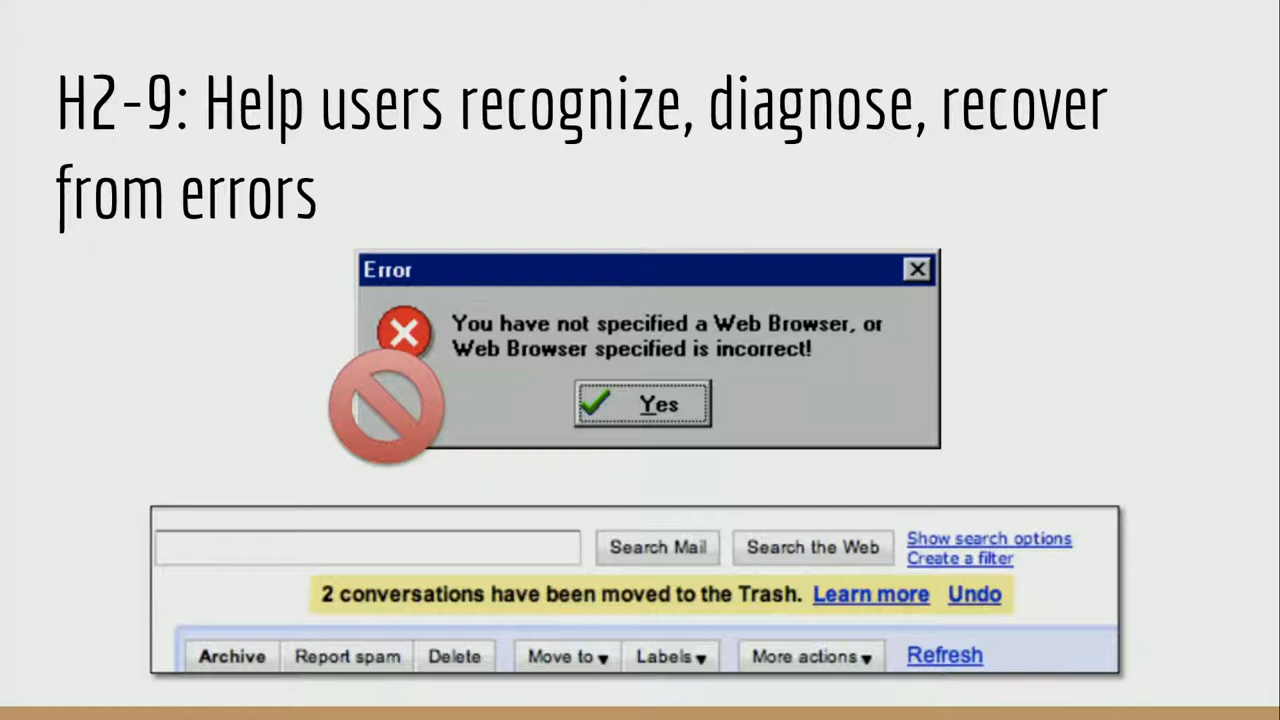 H2-9: Help users recognize, diagnose, recover
from errors
Error
You have not specified a Web Browser, or
Web Browser specified is incorrect!
Yes
Search Mail Search the Web Show search options
Create a filter
2 conversations have been moved to the Trash. Learn more Undo
Archive Report spam Delete Move to Labels More actions Refresh